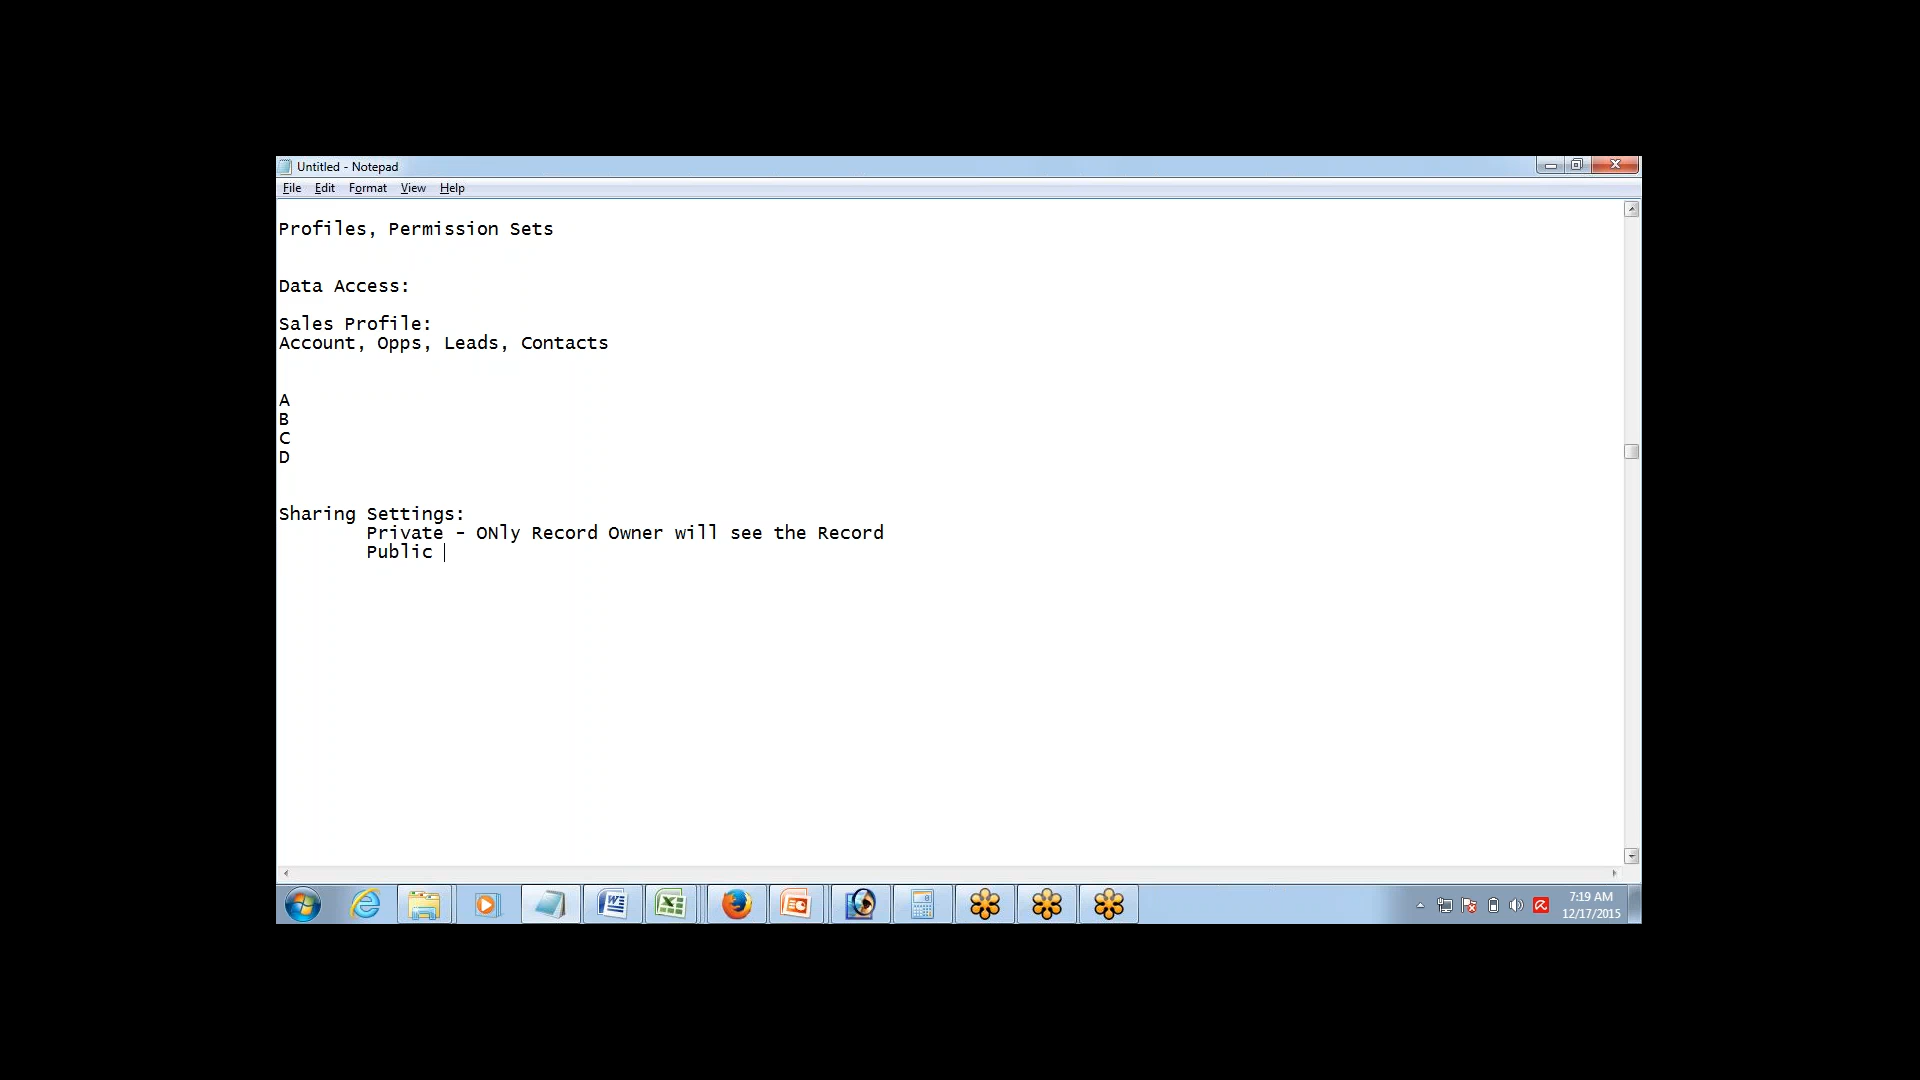 Untitled - Notepad
File Edit Format View Help
Profiles, Permission Sets
Data Access:
Sales Profile:
Account, Opps, Leads, Contacts
A
B
C
D
Sharing Settings:
Private - ONly Record Owner will see the Record
Public
7:19 AM
12/17/2015